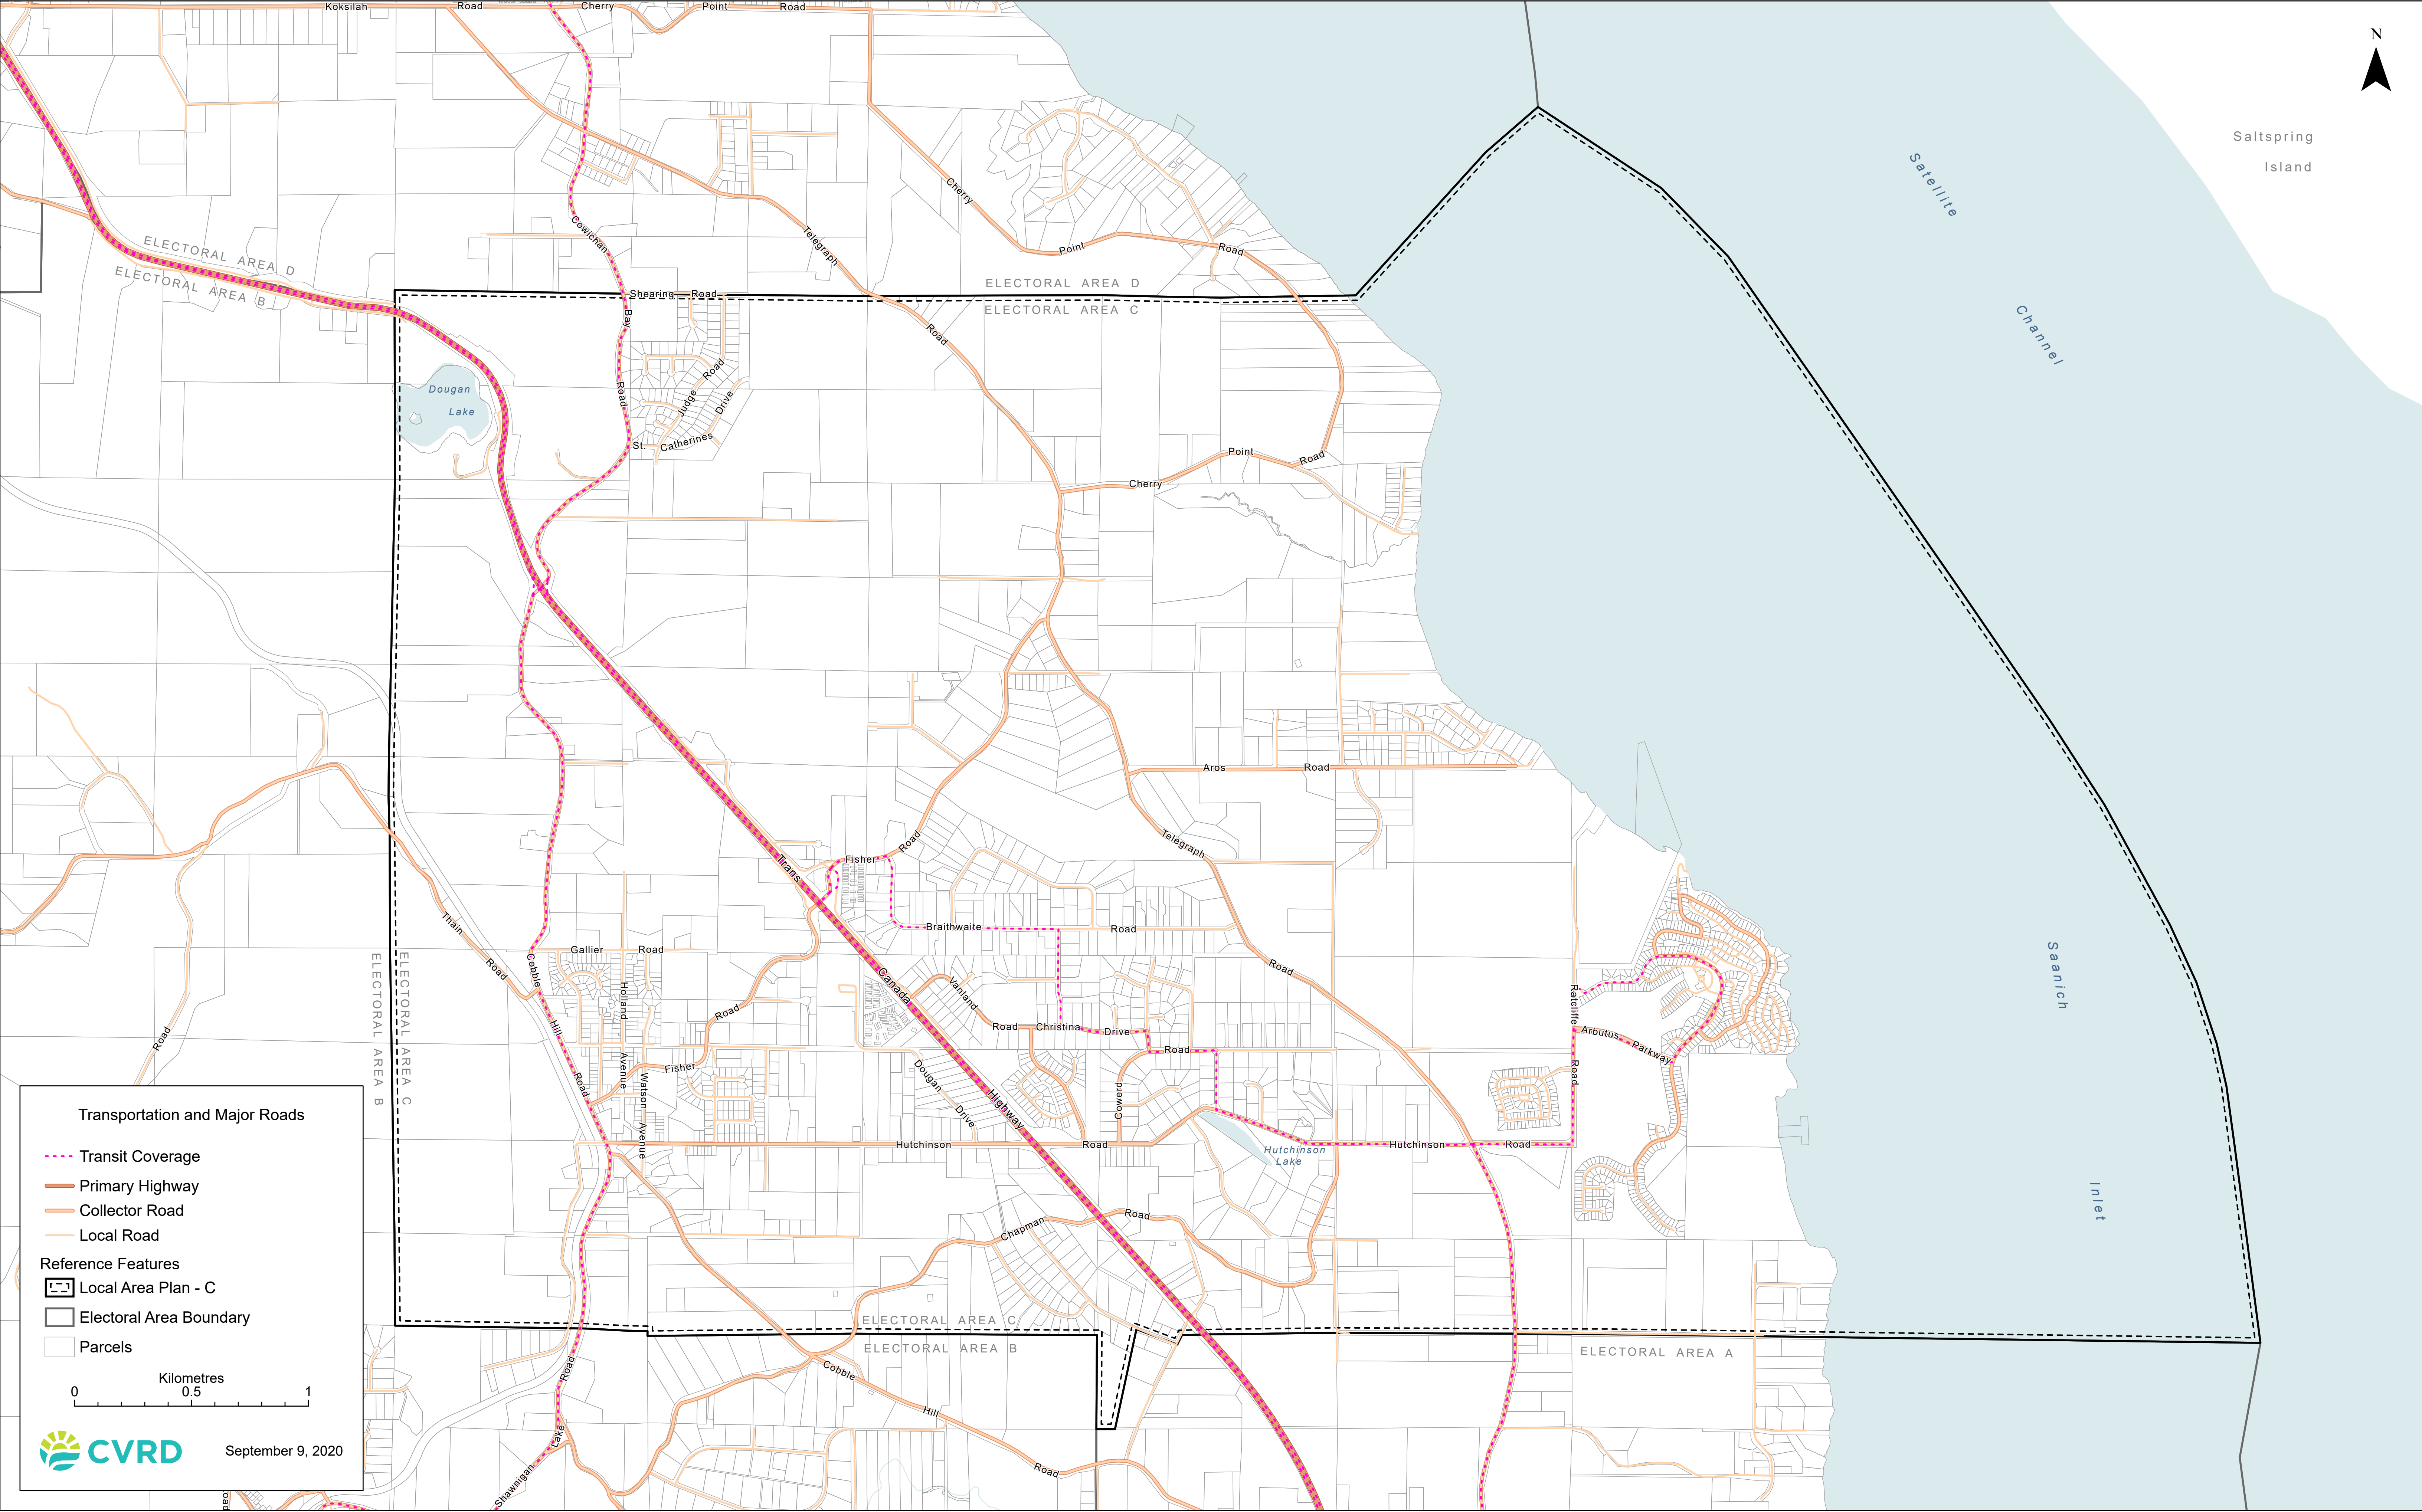 Koksilah Road Cherry Point Road
N
Saltspring
Island
Satellite
Channel
Cherry
Point
Road
Cowichan
Bay
Road
Telegraph
Road
ELECTORAL AREA D
ELECTORAL AREA B
ELECTORAL AREA D
ELECTORAL AREA C
Shearing Road
Dougan
Lake
Judge
Road
Drive
St. Catherines
Cherry
Point
Road
Aros Road
Telegraph
Road
Trans
Canada
Highway
Fisher
Road
Braithwaite Road
Thain
Road
Gallier Road
Cobble
Hill
Road
Holland
Avenue
Watson
Avenue
Fisher
Road
Vanland
Road
Christina
Drive
Road
Cowerd
Dougan
Drive
Ratcliffe
Road
Arbutus
Parkway
Saanich
Inlet
ELECTORAL AREA B
ELECTORAL AREA C
Road
Hutchinson Road
Hutchinson Road
Hutchinson
Lake
Chapman
Road
ELECTORAL AREA C
ELECTORAL AREA B
ELECTORAL AREA A
Cobble
Hill
Road
Shawnigan
Lake
Road
Transportation and Major Roads
Transit Coverage
Primary Highway
Collector Road
Local Road
Reference Features
Local Area Plan - C
Electoral Area Boundary
Parcels
Kilometres
0 0.5 1
CVRD
September 9, 2020